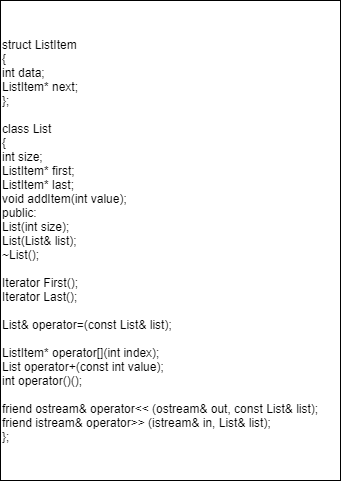 struct ListItem
{
int data;
ListItem* next;
};
class List
{
int size;
ListItem* first;
ListItem* last;
void addItem(int value);
public:
List(int size);
List(List& list);
~List();
Iterator First();
Iterator Last();
List& operator=(const List& list);
ListItem* operator[](int index);
List operator+(const int value);
int operator()();
friend ostream& operator<< (ostream& out, const List& list);
friend istream& operator>> (istream& in, List& list);
};